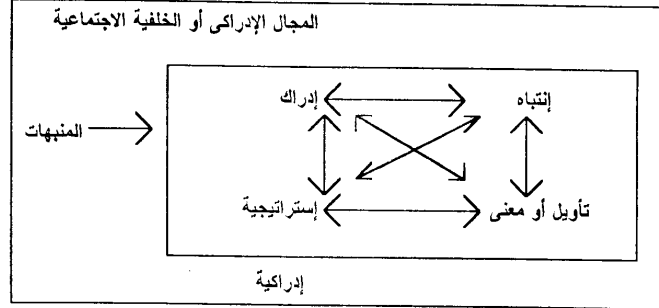 المجال الإدراكى أو الخلفية الاجتماعية
إنتباه
إدراك
المنبهات
تأويل أو معنى
إستراتيجية
إدراكية